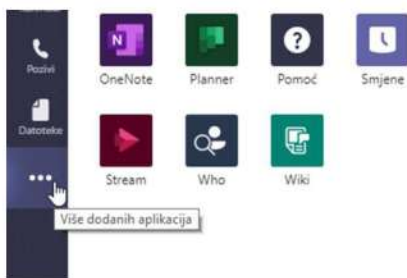 Pozivi
Datoteke
OneNote Planner Pomoć Smjene
Stream Who Wiki
Više dodanih aplikacija